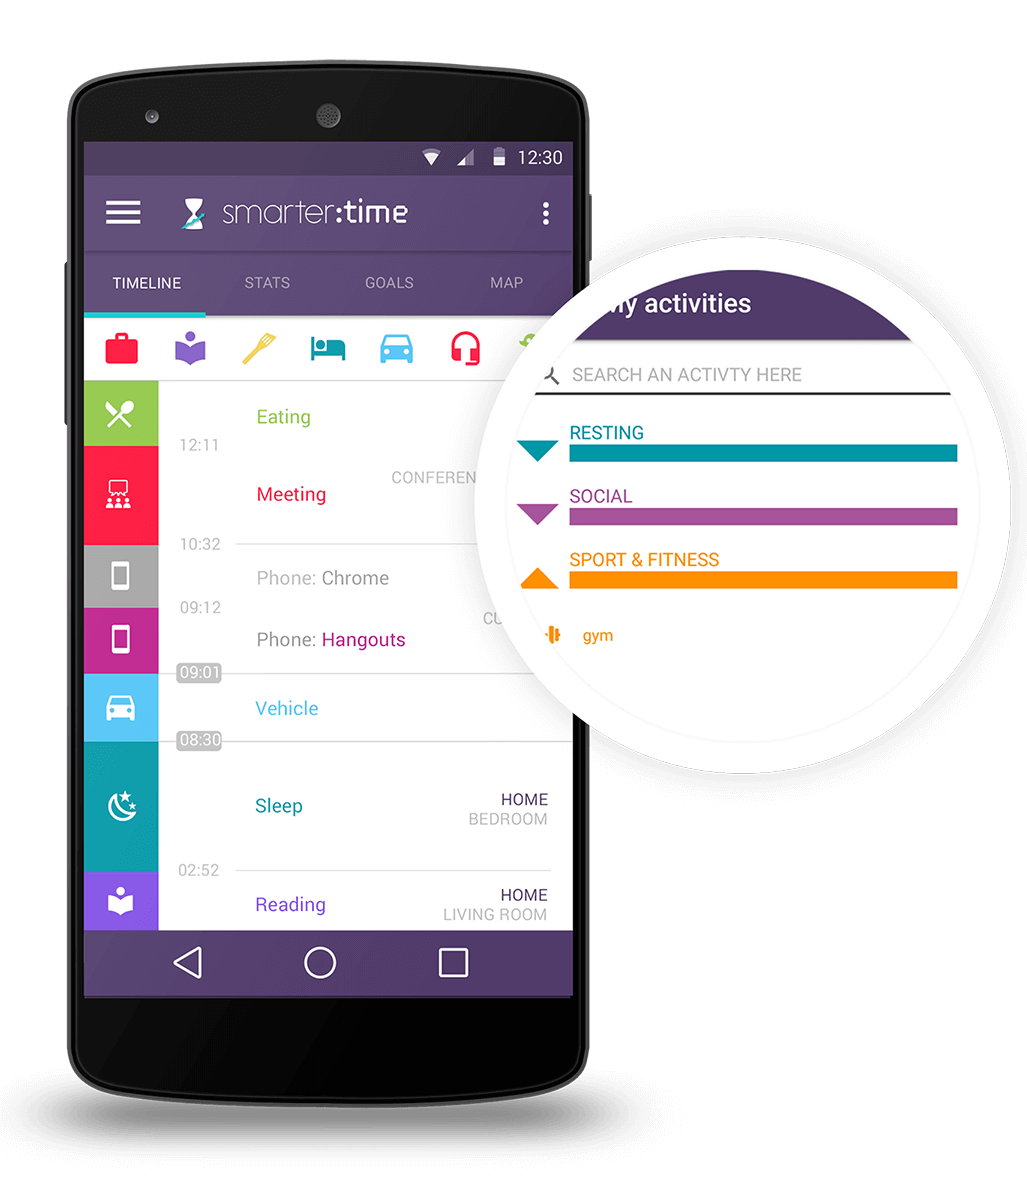 12:30
smarter:time
TIMELINE STATS GOALS MAP
My activities
SEARCH AN ACTIVTY HERE
RESTING
SOCIAL
SPORT & FITNESS
gym
Eating
12:11
CONFEREN
Meeting
10:32
Phone: Chrome
09:12
CU
Phone: Hangouts
09:01
Vehicle
08:30
HOME
Sleep
BEDROOM
02:52
HOME
Reading
LIVING ROOM